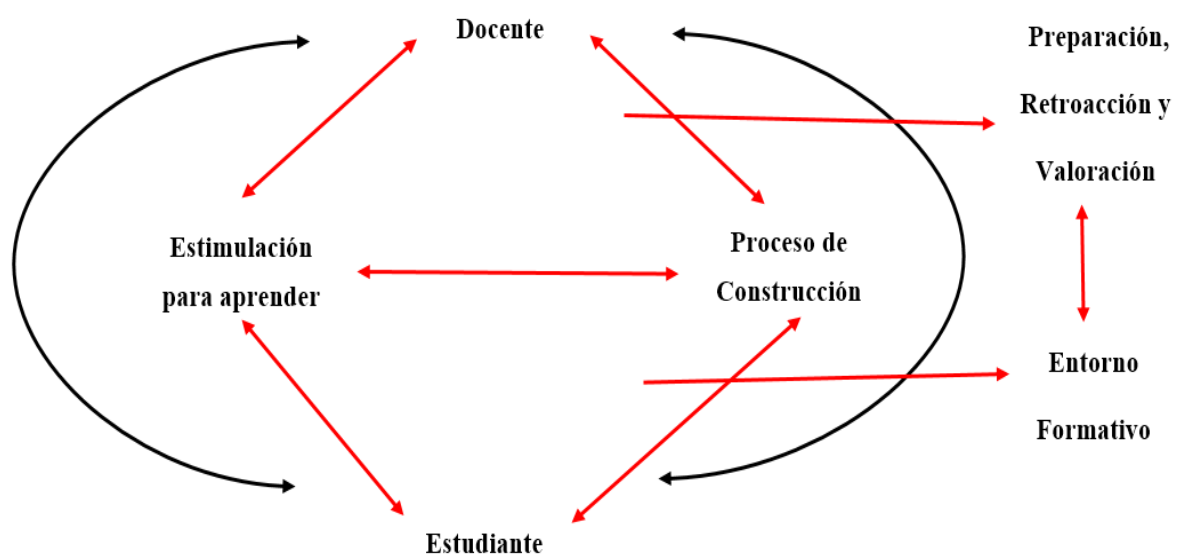 Docente
Preparación,
Retroacción y
Valoración
Estimulación
para aprender
Proceso de
Construcción
Entorno
Formativo
Estudiante